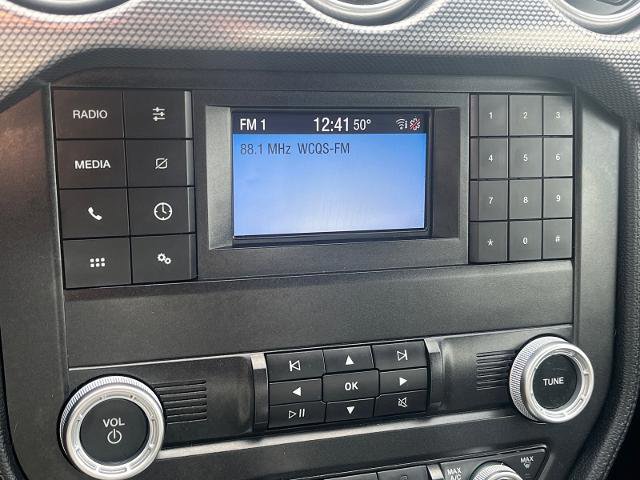 FM 1 12:41 50°
88.1 MHz WCQS-FM
RADIO
MEDIA
1 2 3
4 5 6
7 8 9
* 0 #
OK
VOL
TUNE
MAX
A/C
MAX